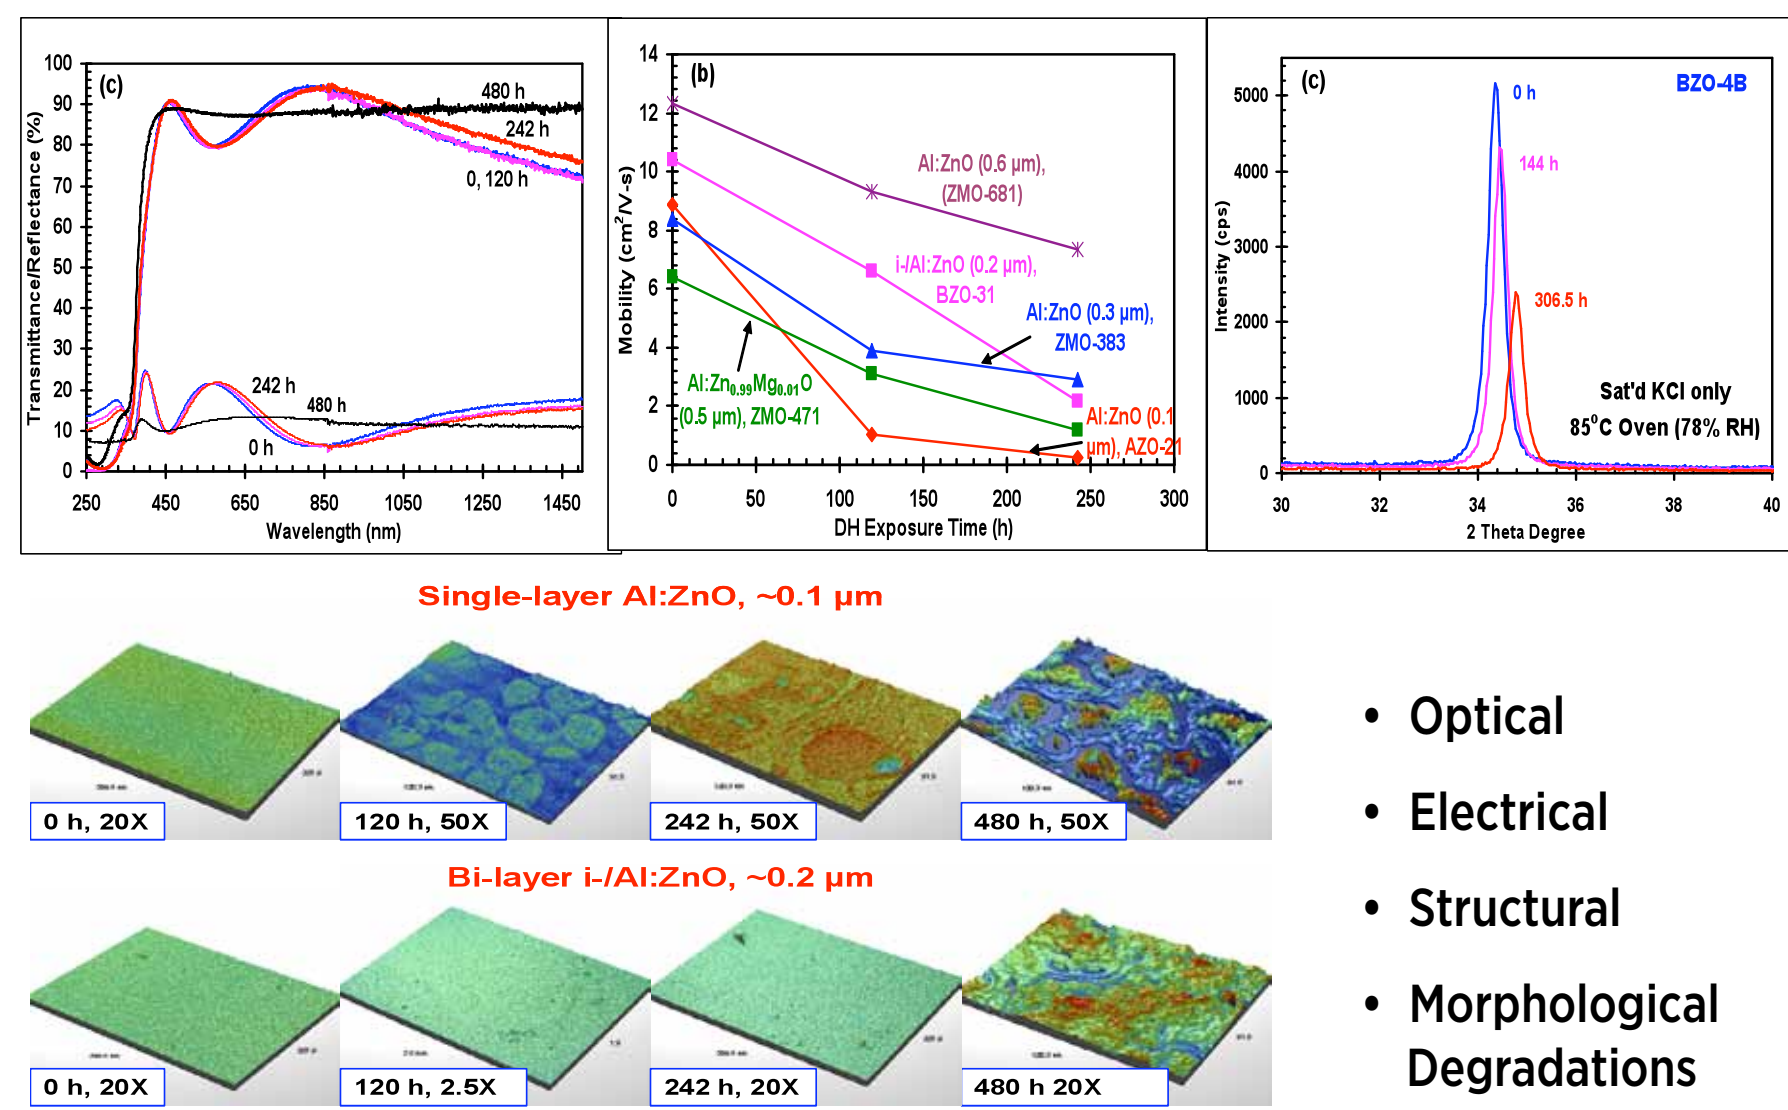 (c)
Transmittance/Reflectance (%)
100
90
80
70
60
50
40
30
20
10
0
480 h
242 h
0, 120 h
242 h
480 h
0 h
250
450
650
850
1050
1250
1450
Wavelength (nm)
(b)
Mobility (cm²/V-s)
14
12
10
8
6
4
2
0
Al:ZnO (0.6 µm),
(ZMO-681)
i-/Al:ZnO (0.2 µm),
BZO-31
Al:ZnO (0.3 µm),
ZMO-383
Al:Zn0.99Mg0.01O
(0.5 µm), ZMO-471
Al:ZnO (0.1
µm), AZO-21
0
50
100
150
200
250
300
DH Exposure Time (h)
(c)
BZO-4B
Intensity (cps)
5000
4000
3000
2000
1000
0
0 h
144 h
306.5 h
Sat'd KCl only
85⁰C Oven (78% RH)
30
32
34
36
38
40
2 Theta Degree
Single-layer Al:ZnO, ~0.1 µm
0 h, 20X
120 h, 50X
242 h, 50X
480 h, 50X
Bi-layer i-/Al:ZnO, ~0.2 µm
0 h, 20X
120 h, 2.5X
242 h, 20X
480 h 20X
• Optical
• Electrical
• Structural
• Morphological
Degradations